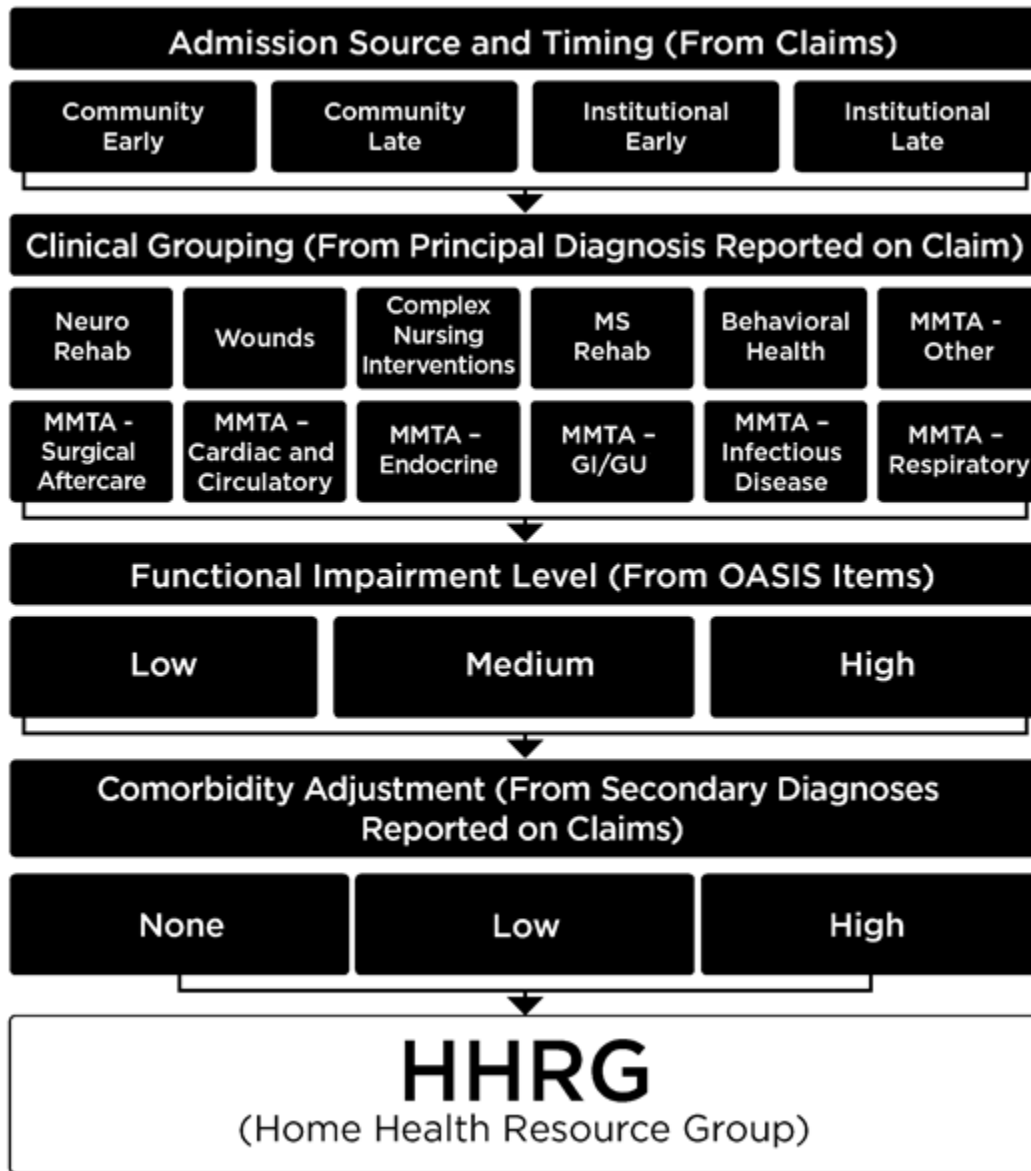 Admission Source and Timing (From Claims)
Community
Early
Community
Late
Institutional
Early
Institutional
Late
Clinical Grouping (From Principal Diagnosis Reported on Claim)
Neuro
Rehab
Wounds
Complex
Nursing
Interventions
MS
Rehab
Behavioral
Health
MMTA -
Other
MMTA -
Surgical
Aftercare
MMTA –
Cardiac and
Circulatory
MMTA –
Endocrine
MMTA –
GI/GU
MMTA –
Infectious
Disease
MMTA –
Respiratory
Functional Impairment Level (From OASIS Items)
Low
Medium
High
Comorbidity Adjustment (From Secondary Diagnoses
Reported on Claims)
None
Low
High
HHRG
(Home Health Resource Group)